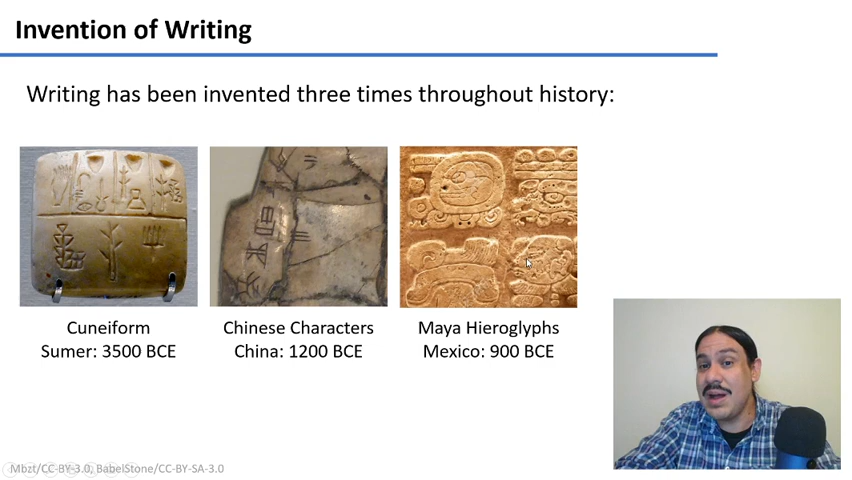 Invention of Writing
Writing has been invented three times throughout history:
Cuneiform
Sumer: 3500 BCE
Chinese Characters
China: 1200 BCE
Maya Hieroglyphs
Mexico: 900 BCE
Mbzt/CC-BY-3.0, BabelStone/CC-BY-SA-3.0